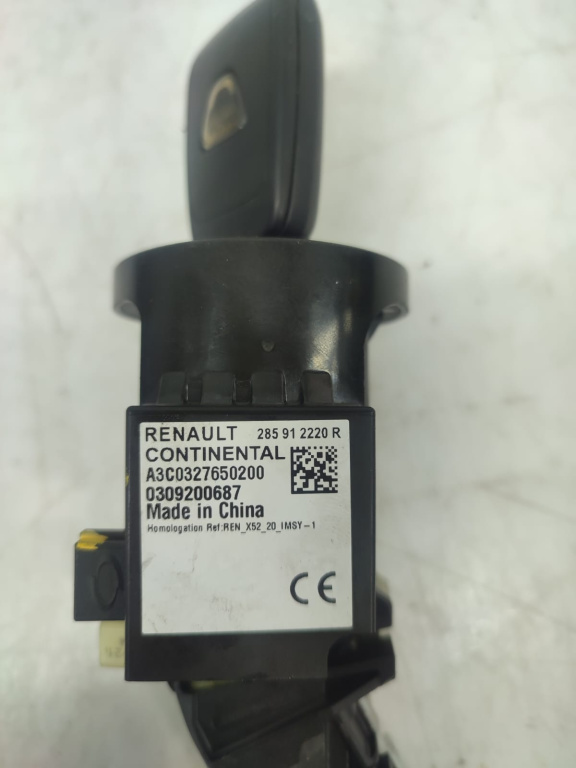 RENAULT 285 91 2220 R
CONTINENTAL
A3C0327650200
0309200687
Made in China
Homologation Ref:REN_X52_20_IMSY-1
CE